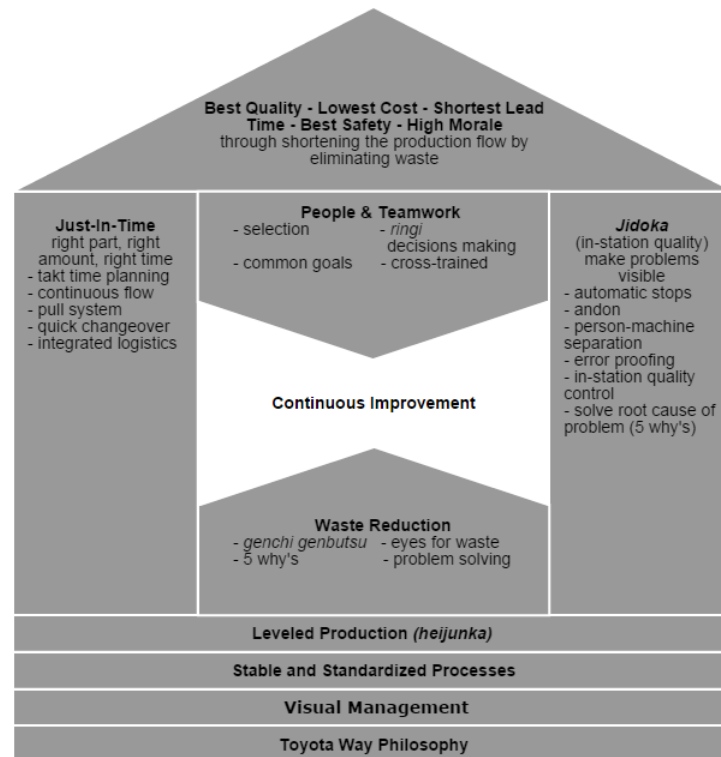 Best Quality - Lowest Cost - Shortest Lead
Time - Best Safety - High Morale
through shortening the production flow by
eliminating waste
Just-In-Time
right part, right
amount, right time
- takt time planning
- continuous flow
- pull system
- quick changeover
- integrated logistics
People & Teamwork
- selection
- ringi
decisions making
- common goals
- cross-trained
Jidoka
(in-station quality)
make problems
visible
- automatic stops
- andon
- person-machine
separation
- error proofing
- in-station quality
control
- solve root cause of
problem (5 why's)
Continuous Improvement
Waste Reduction
- genchi genbutsu
- eyes for waste
- 5 why's
- problem solving
Leveled Production (heijunka)
Stable and Standardized Processes
Visual Management
Toyota Way Philosophy